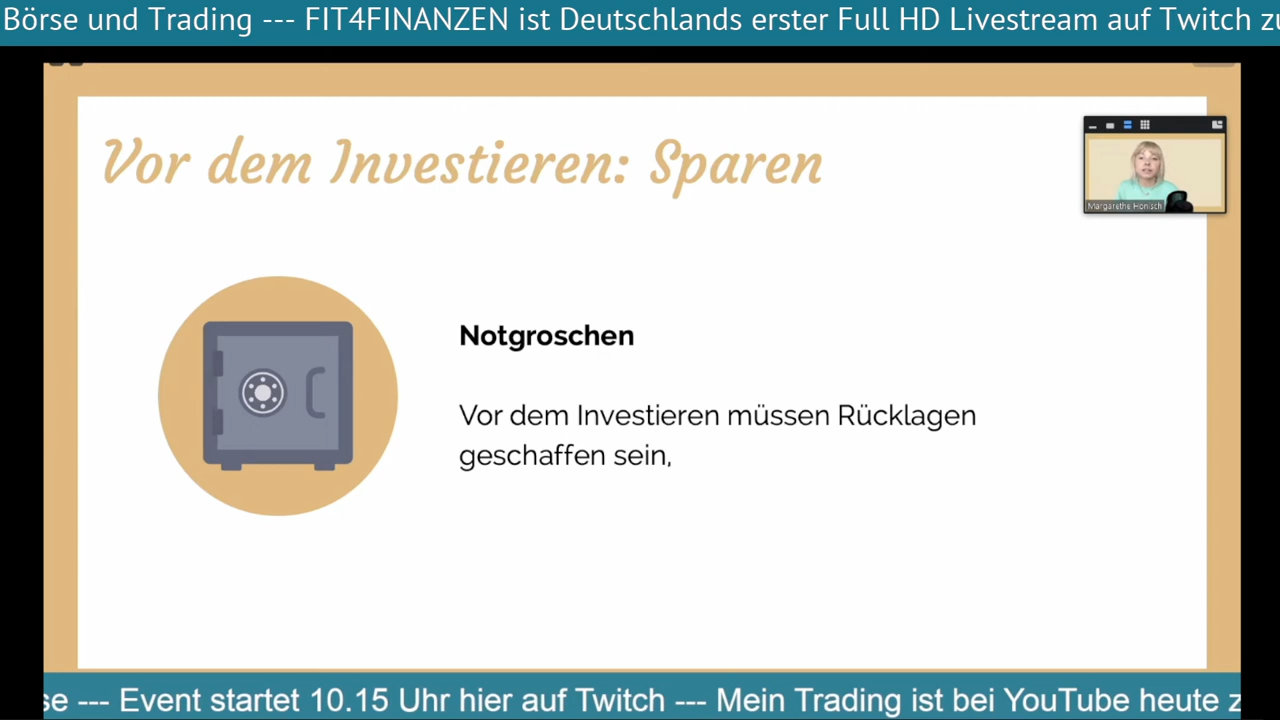 Börse und Trading --- FIT4FINANZEN ist Deutschlands erster Full HD Livestream auf Twitch
Vor dem Investieren: Sparen
Margarethe Honisch
Notgroschen
Vor dem Investieren müssen Rücklagen
geschaffen sein,
--- Event startet 10.15 Uhr hier auf Twitch --- Mein Trading ist bei YouTube heute